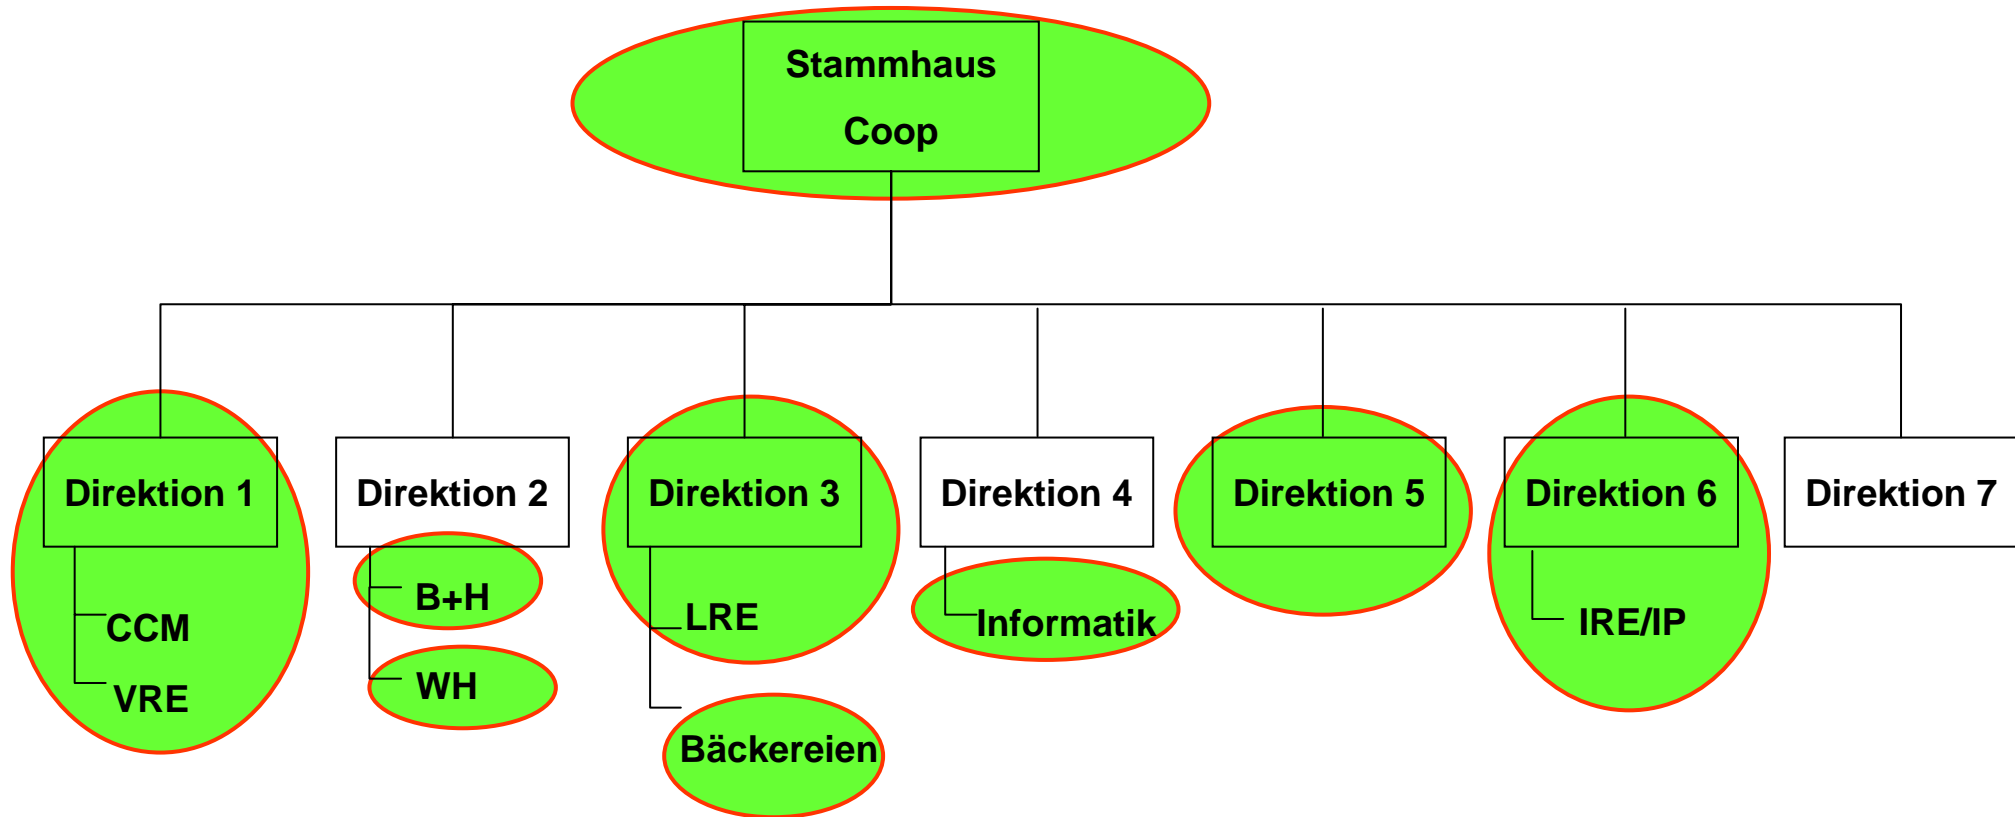 Stammhaus
Coop
Direktion 1
Direktion 2
Direktion 3
Direktion 4
Direktion 5
Direktion 6
Direktion 7
CCM
VRE
B+H
WH
LRE
Bäckereien
Informatik
IRE/IP